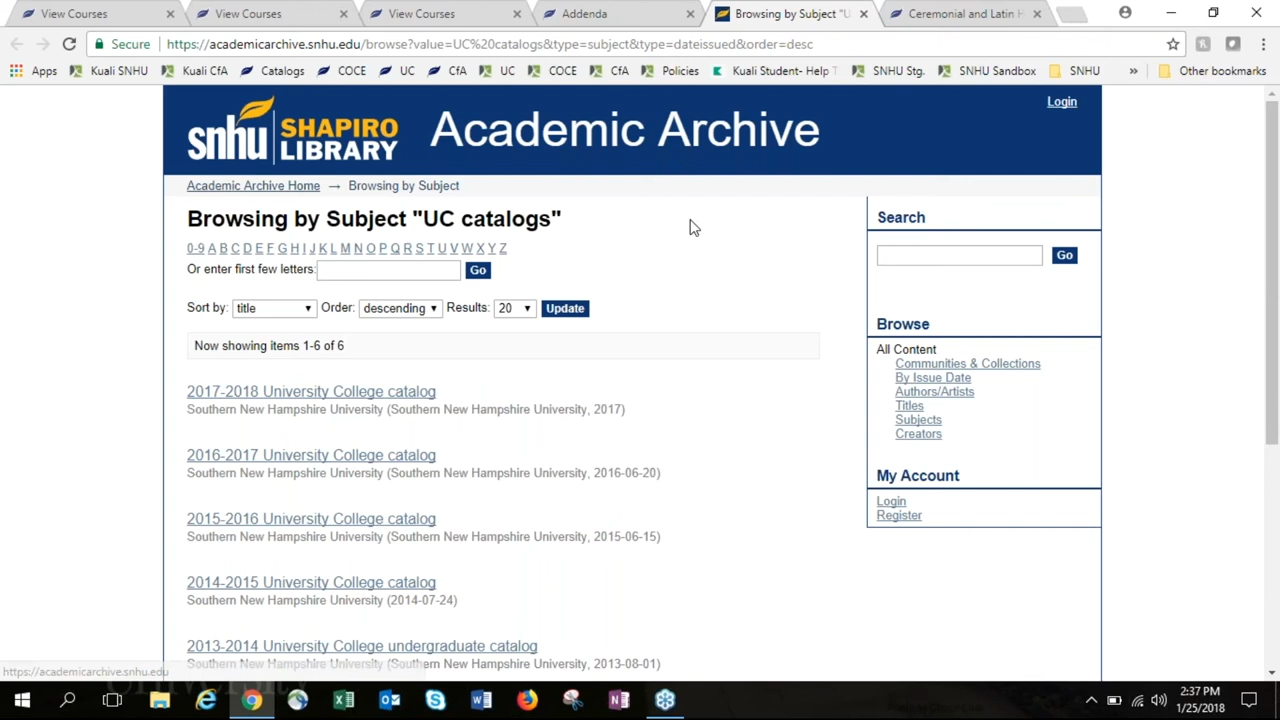 View Courses
View Courses
View Courses
Addenda
Browsing by Subject "U
Ceremonial and Latin H
Secure
https://academicarchive.snhu.edu/browse?value=UC%20catalogs&type=subject&type=dateissued&order=desc
Apps Kuali SNHU Kuali CfA Catalogs COCE UC CfA UC COCE CfA Policies Kuali Student- Help T SNHU Stg. SNHU Sandbox SNHU » Other bookmarks
Login
snhu SHAPIRO LIBRARY
Academic Archive
Academic Archive Home → Browsing by Subject
Browsing by Subject "UC catalogs"
0-9 A B C D E F G H I J K L M N O P Q R S T U V W X Y Z
Or enter first few letters: Go
Sort by: title Order: descending Results: 20 Update
Now showing items 1-6 of 6
2017-2018 University College catalog
Southern New Hampshire University (Southern New Hampshire University, 2017)
2016-2017 University College catalog
Southern New Hampshire University (Southern New Hampshire University, 2016-06-20)
2015-2016 University College catalog
Southern New Hampshire University (Southern New Hampshire University, 2015-06-15)
2014-2015 University College catalog
Southern New Hampshire University (2014-07-24)
2013-2014 University College undergraduate catalog
Southern New Hampshire University (Southern New Hampshire University, 2013-08-01)
Search
Go
Browse
All Content
Communities & Collections
By Issue Date
Authors/Artists
Titles
Subjects
Creators
My Account
Login
Register
https://academicarchive.snhu.edu
2:37 PM
1/25/2018